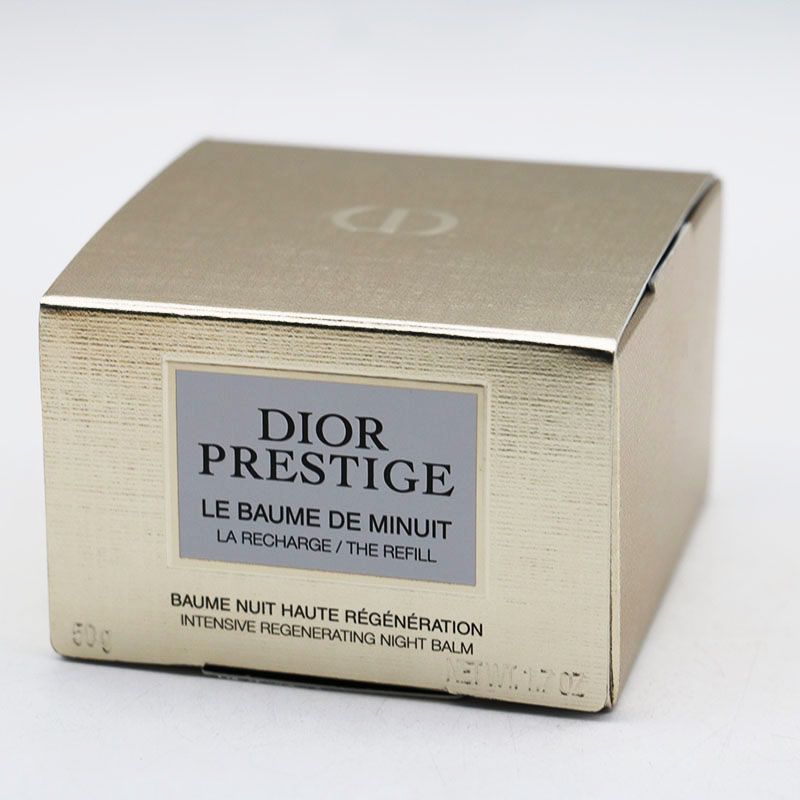 DIOR
PRESTIGE
LE BAUME DE MINUIT
LA RECHARGE / THE REFILL
BAUME NUIT HAUTE RÉGÉNÉRATION
INTENSIVE REGENERATING NIGHT BALM
50g
NET WT. 1.7 OZ